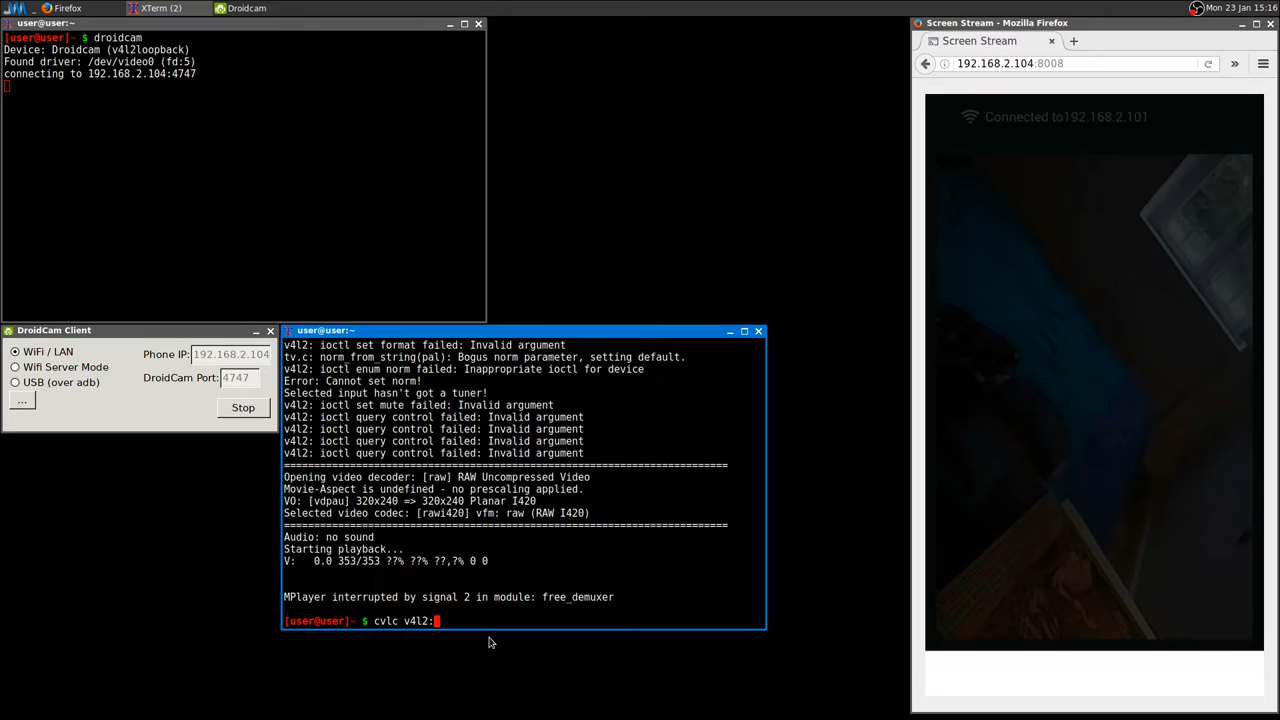 Firefox
XTerm (2)
Droidcam
Mon 23 Jan 15:16
user@user:~
[user@user]~ $ droidcam
Device: Droidcam (v4l2loopback)
Found driver: /dev/video0 (fd:5)
connecting to 192.168.2.104:4747
DroidCam Client
WiFi / LAN
Wifi Server Mode
USB (over adb)
...
Phone IP: 192.168.2.104
DroidCam Port: 4747
Stop
user@user:~
v4l2: ioctl set format failed: Invalid argument
tv.c: norm_from_string(pal): Bogus norm parameter, setting default.
v4l2: ioctl enum norm failed: Inappropriate ioctl for device
Error: Cannot set norm!
Selected input hasn't got a tuner!
v4l2: ioctl set mute failed: Invalid argument
v4l2: ioctl query control failed: Invalid argument
v4l2: ioctl query control failed: Invalid argument
v4l2: ioctl query control failed: Invalid argument
v4l2: ioctl query control failed: Invalid argument
==========================================================================
Opening video decoder: [raw] RAW Uncompressed Video
Movie-Aspect is undefined - no prescaling applied.
VO: [vdpau] 320x240 => 320x240 Planar I420
Selected video codec: [rawi420] vfm: raw (RAW I420)
==========================================================================
Audio: no sound
Starting playback...
V:   0.0 353/353 ??% ??% ??,?% 0 0
MPlayer interrupted by signal 2 in module: free_demuxer
[user@user]~ $ cvlc v4l2:
Screen Stream - Mozilla Firefox
Screen Stream
192.168.2.104:8008
Connected to192.168.2.101